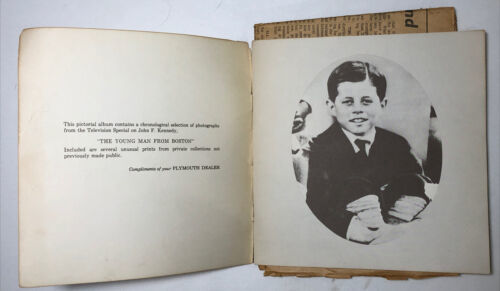 This pictorial album contains a chronological selection of photographs
from the Television Special on John F. Kennedy,
"THE YOUNG MAN FROM BOSTON"
Included are several unusual prints from private collections not
previously made public.
Compliments of your PLYMOUTH DEALER